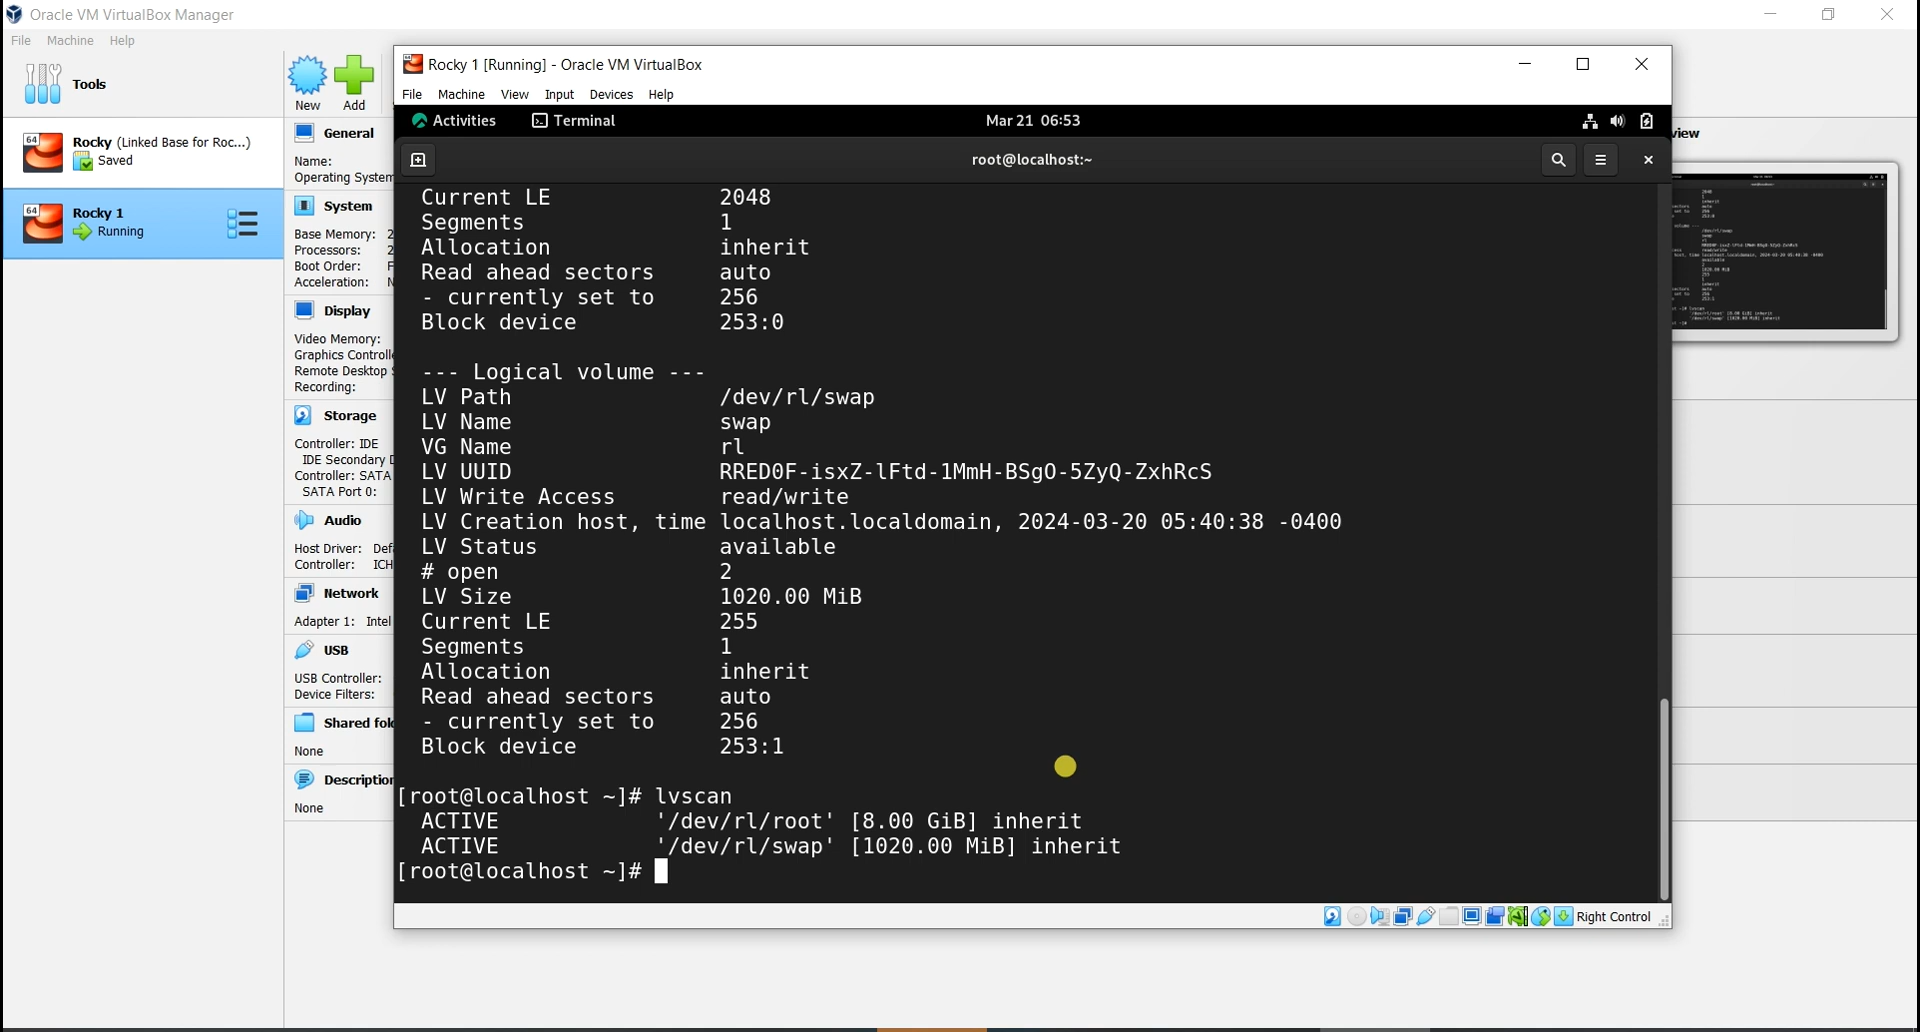 Oracle VM VirtualBox Manager
File Machine Help
Tools
New
Add
64
Rocky (Linked Base for Roc...)
Saved
64
Rocky 1
Running
General
Name:
Operating System
System
Base Memory: 2
Processors: 2
Boot Order: F
Acceleration: N
Display
Video Memory:
Graphics Controlle
Remote Desktop S
Recording:
Storage
Controller: IDE
IDE Secondary D
Controller: SATA
SATA Port 0:
Audio
Host Driver: Def
Controller: ICH
Network
Adapter 1: Intel
USB
USB Controller:
Device Filters:
Shared fol
None
Description
None
Rocky 1 [Running] - Oracle VM VirtualBox
File Machine View Input Devices Help
Activities Terminal Mar 21 06:53
root@localhost:~
Current LE 2048
Segments 1
Allocation inherit
Read ahead sectors auto
- currently set to 256
Block device 253:0
--- Logical volume ---
LV Path /dev/rl/swap
LV Name swap
VG Name rl
LV UUID RRED0F-isxZ-lFtd-1MmH-BSgO-5ZyQ-ZxhRcS
LV Write Access read/write
LV Creation host, time localhost.localdomain, 2024-03-20 05:40:38 -0400
LV Status available
# open 2
LV Size 1020.00 MiB
Current LE 255
Segments 1
Allocation inherit
Read ahead sectors auto
- currently set to 256
Block device 253:1
[root@localhost ~]# lvscan
ACTIVE '/dev/rl/root' [8.00 GiB] inherit
ACTIVE '/dev/rl/swap' [1020.00 MiB] inherit
[root@localhost ~]#
Right Control
view